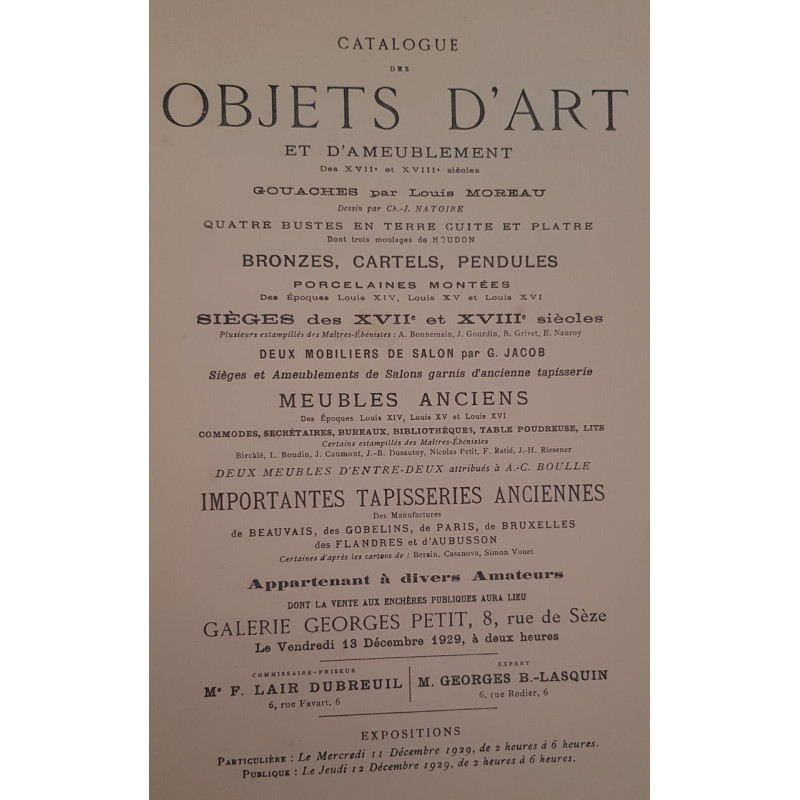 CATALOGUE
DES
OBJETS D'ART
ET D'AMEUBLEMENT
Des XVIIe et XVIIIe siècles
GOUACHES par Louis MOREAU
Dessin par Ch.-J. NATOIRE
QUATRE BUSTES EN TERRE CUITE ET PLATRE
Dont trois moulages de HOUDON
BRONZES, CARTELS, PENDULES
PORCELAINES MONTÉES
Des Époques Louis XIV, Louis XV et Louis XVI
SIÈGES des XVIIe et XVIIIe siècles
Plusieurs estampillés des Maîtres-Ébénistes : A. Bonnemain, J. Gourdin, B. Grivet, E. Nauroy
DEUX MOBILIERS DE SALON par G. JACOB
Sièges et Ameublements de Salons garnis d'ancienne tapisserie
MEUBLES ANCIENS
Des Époques Louis XIV, Louis XV et Louis XVI
COMMODES, SECRÉTAIRES, BUREAUX, BIBLIOTHÈQUES, TABLE POUDREUSE, LITS
Certains estampillés des Maîtres-Ébénistes
Bircklé, L. Boudin, J. Caumont, J.-B. Dusautoy, Nicolas Petit, F. Ratié, J.-H. Riesener
DEUX MEUBLES D'ENTRE-DEUX attribués à A.-C. BOULLE
IMPORTANTES TAPISSERIES ANCIENNES
Des Manufactures
de BEAUVAIS, des GOBELINS, de PARIS, de BRUXELLES
des FLANDRES et d'AUBUSSON
Certaines d'après les cartons de : Berain, Casanova, Simon Vouet
Appartenant à divers Amateurs
DONT LA VENTE AUX ENCHÈRES PUBLIQUES AURA LIEU
GALERIE GEORGES PETIT, 8, rue de Sèze
Le Vendredi 13 Décembre 1929, à deux heures
COMMISSAIRE-PRISEUR
Me F. LAIR DUBREUIL
6, rue Favart, 6
EXPERT
M. GEORGES B.-LASQUIN
6, rue Rodier, 6
EXPOSITIONS
PARTICULIÈRE : Le Mercredi 11 Décembre 1929, de 2 heures à 6 heures.
PUBLIQUE : Le Jeudi 12 Décembre 1929, de 2 heures à 6 heures.